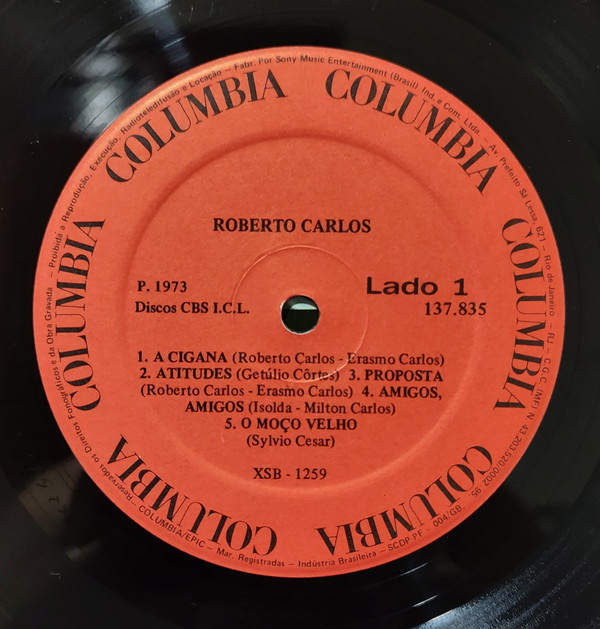 COLUMBIA COLUMBIA COLUMBIA COLUMBIA COLUMBIA COLUMBIA
ROBERTO CARLOS
P. 1973
Discos CBS I.C.L.
Lado 1
137.835
1. A CIGANA (Roberto Carlos - Erasmo Carlos)
2. ATITUDES (Getúlio Côrtes) 3. PROPOSTA
(Roberto Carlos - Erasmo Carlos) 4. AMIGOS,
AMIGOS (Isolda - Milton Carlos)
5. O MOÇO VELHO
(Sylvio Cesar)
XSB - 1259
COLUMBIA/EPIC - Mar. Registradas - Indústria Brasileira - SCDP PF - 004/GB. - Reservados os Direitos Fonográficos e da Obra Gravada - Proibida a Reprodução, Execução, Radioteledifusão e Locação - Fabr. Por Sony Music Entertainment (Brasil) Ind. e Com. Ltda. - Av. Prefeito Sá Lessa, 621 - Rio de Janeiro - RJ - C.G.C. (MF) N 43.203.520/0002-96